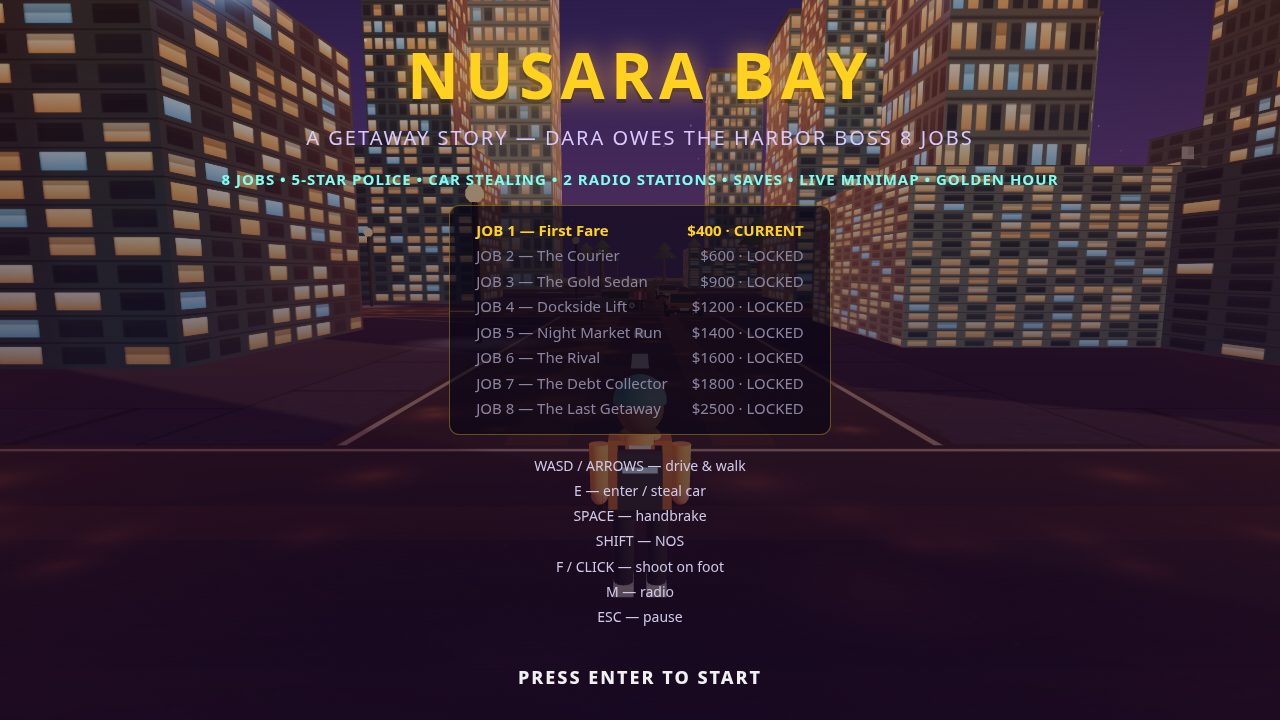 NUSARA BAY
A GETAWAY STORY — DARA OWES THE HARBOR BOSS 8 JOBS
8 JOBS • 5-STAR POLICE • CAR STEALING • 2 RADIO STATIONS • SAVES • LIVE MINIMAP • GOLDEN HOUR
JOB 1 — First Fare $400 · CURRENT
JOB 2 — The Courier $600 · LOCKED
JOB 3 — The Gold Sedan $900 · LOCKED
JOB 4 — Dockside Lift $1200 · LOCKED
JOB 5 — Night Market Run $1400 · LOCKED
JOB 6 — The Rival $1600 · LOCKED
JOB 7 — The Debt Collector $1800 · LOCKED
JOB 8 — The Last Getaway $2500 · LOCKED
WASD / ARROWS — drive & walk
E — enter / steal car
SPACE — handbrake
SHIFT — NOS
F / CLICK — shoot on foot
M — radio
ESC — pause
PRESS ENTER TO START